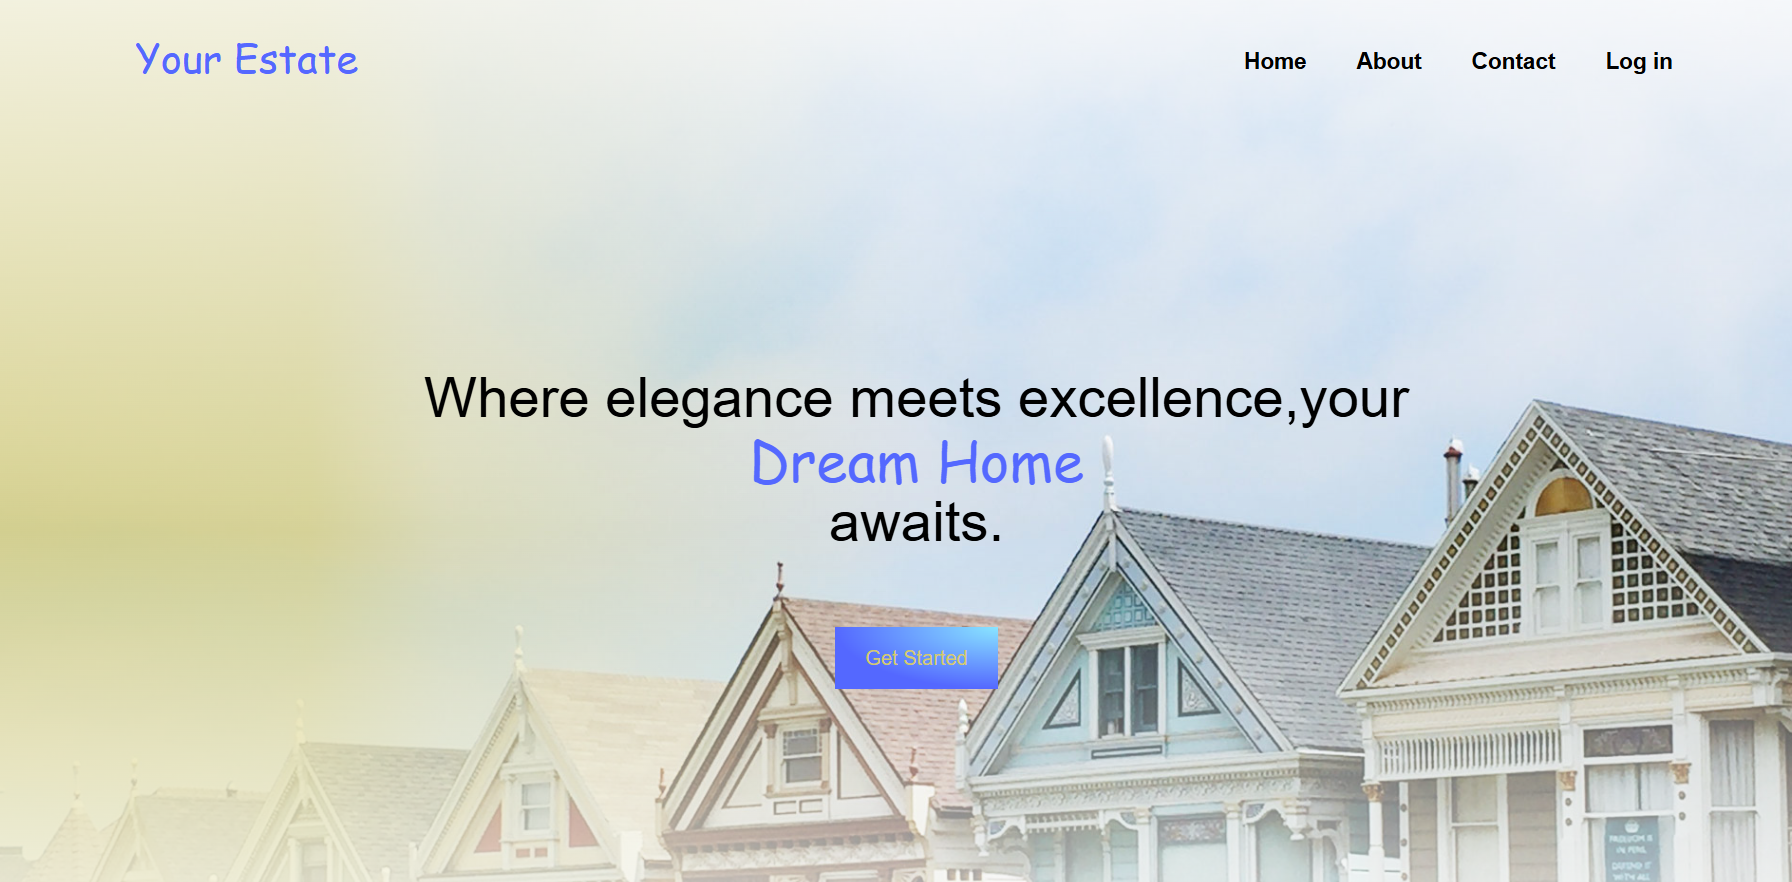 Your Estate
Home About Contact Log in
Where elegance meets excellence,your
Dream Home
awaits.
Get Started